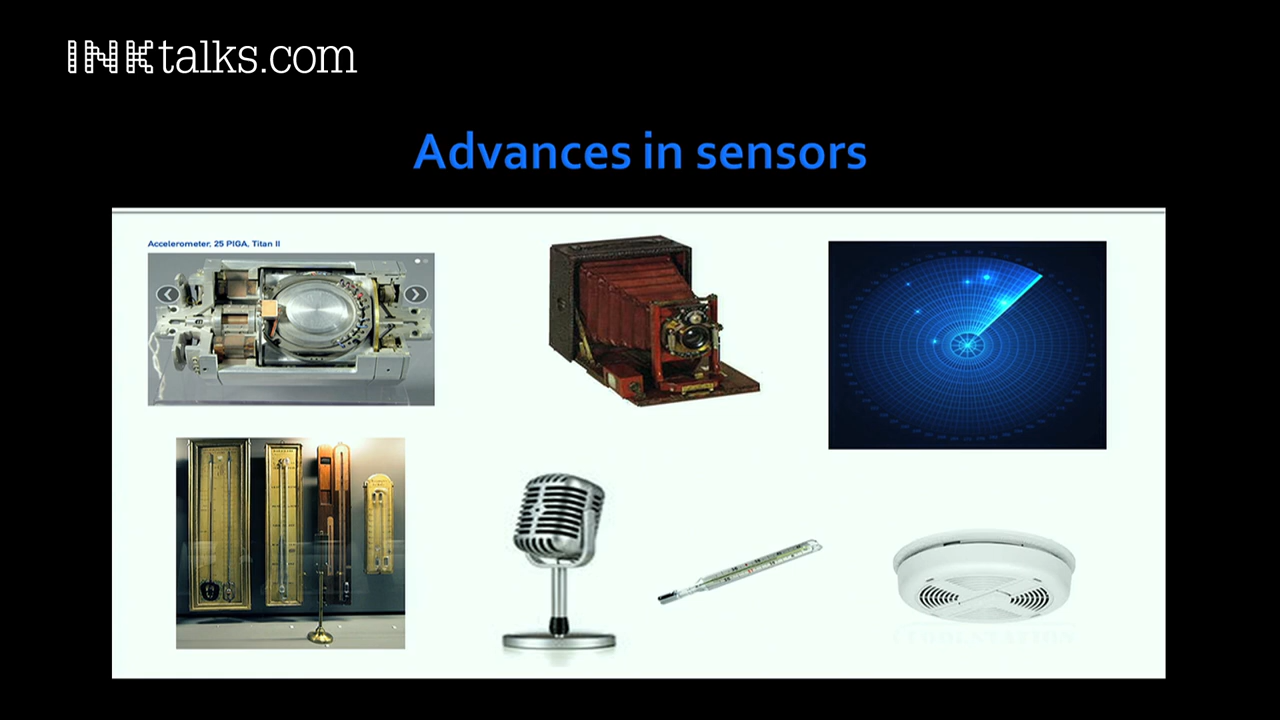 INKtalks.com
Advances in sensors
Accelerometer, 25 PIGA, Titan II